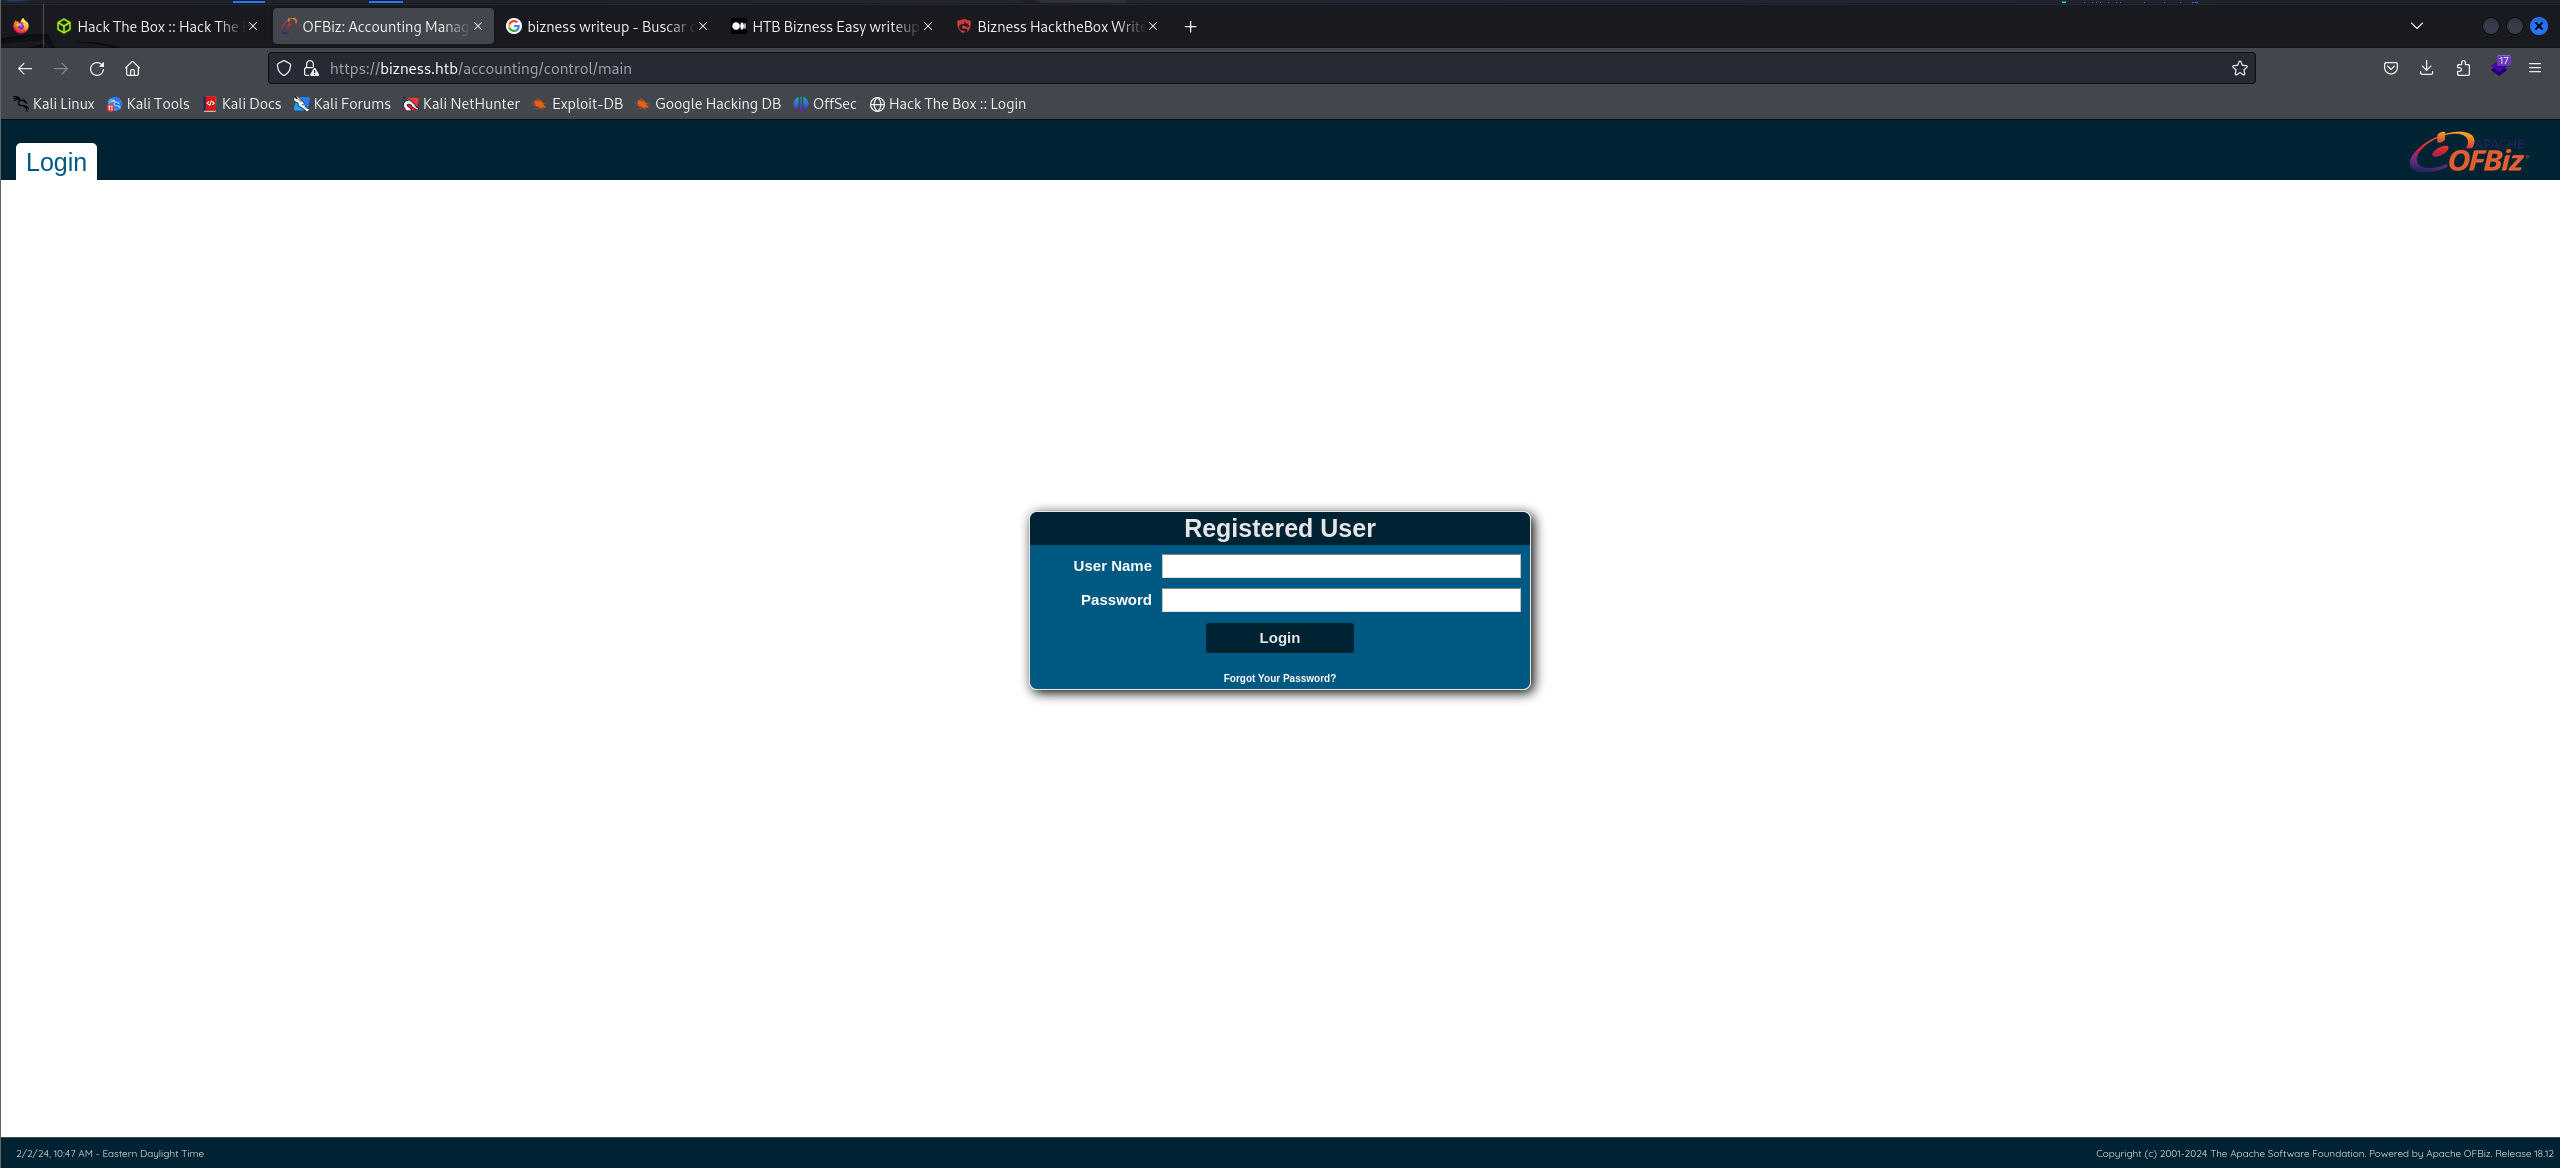 Hack The Box :: Hack The
OFBiz: Accounting Manag
bizness writeup - Buscar c
HTB Bizness Easy writeup
Bizness HacktheBox Write
https://bizness.htb/accounting/control/main
17
Kali Linux
Kali Tools
Kali Docs
Kali Forums
Kali NetHunter
Exploit-DB
Google Hacking DB
OffSec
Hack The Box :: Login
Login
APACHE
OFBiz
Registered User
User Name
Password
Login
Forgot Your Password?
2/2/24, 10:47 AM - Eastern Daylight Time
Copyright (c) 2001-2024 The Apache Software Foundation. Powered by Apache OFBiz. Release 18.12